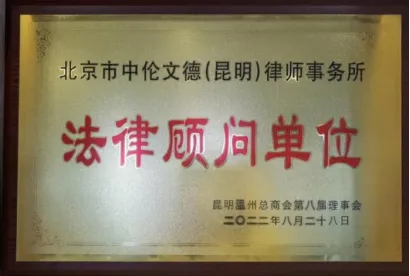 北京市中伦文德(昆明)律师事务所
法律顾问单位
昆明温州总商会第八届理事会
二〇二二年八月二十八日